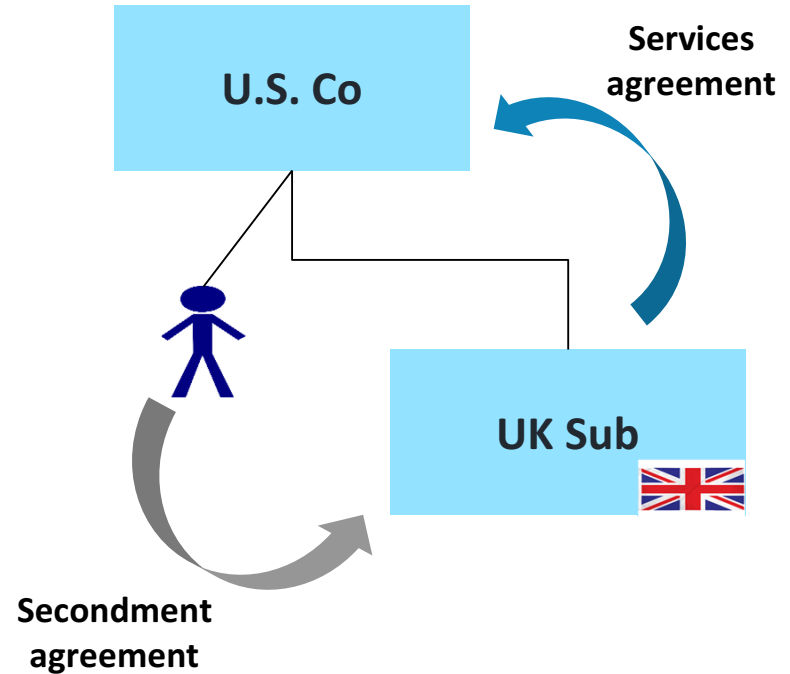 Services
agreement
U.S. Co
UK Sub
Secondment
agreement